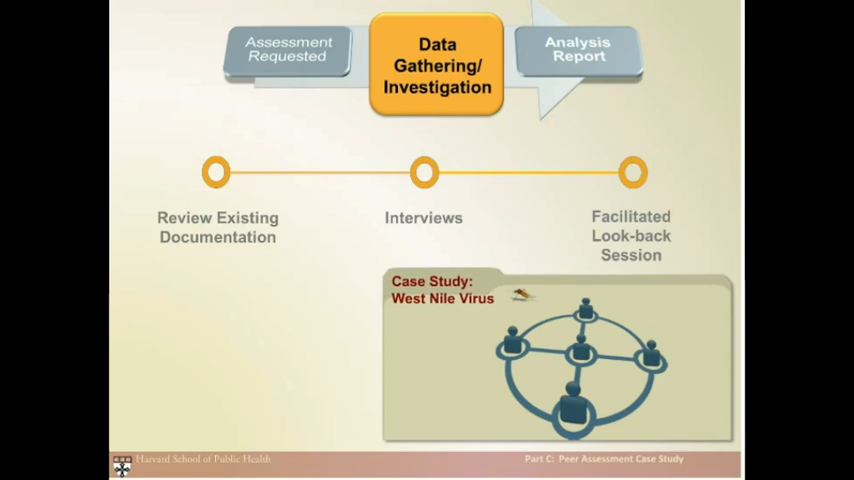 Assessment
Requested
Data
Gathering/
Investigation
Analysis
Report
Review Existing
Documentation
Interviews
Facilitated
Look-back
Session
Case Study:
West Nile Virus
Harvard School of Public Health
Part C: Peer Assessment Case Study